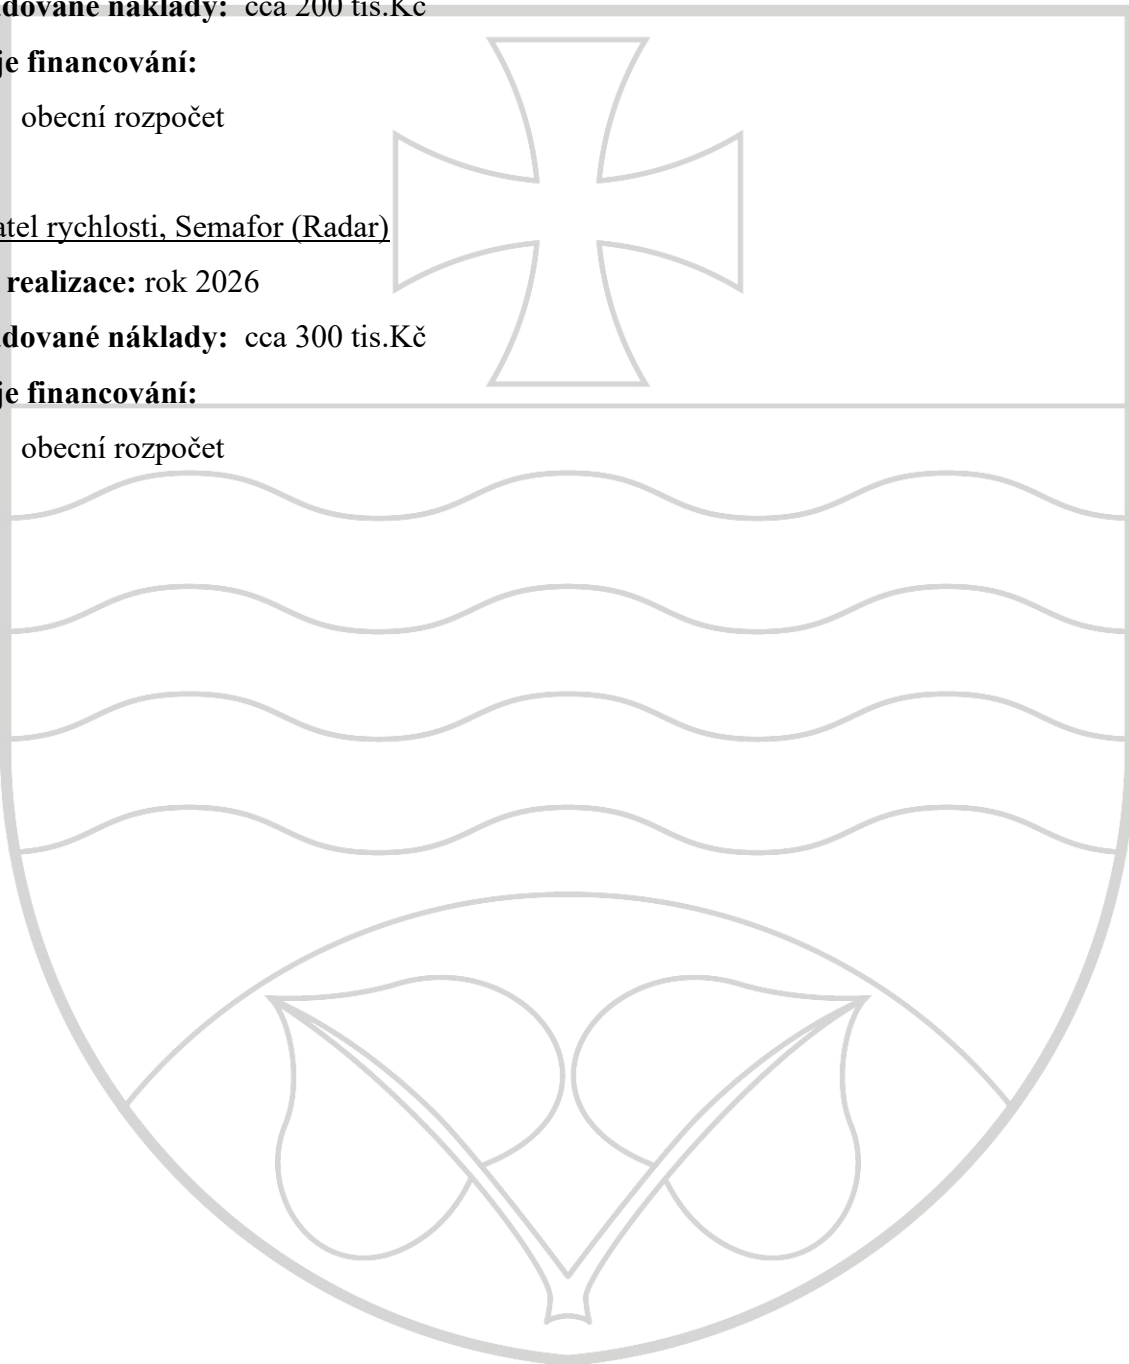 dované náklady: cca 200 tis.Kč
je financování:
obecní rozpočet
atel rychlosti, Semafor (Radar)
realizace: rok 2026
dované náklady: cca 300 tis.Kč
je financování:
obecní rozpočet